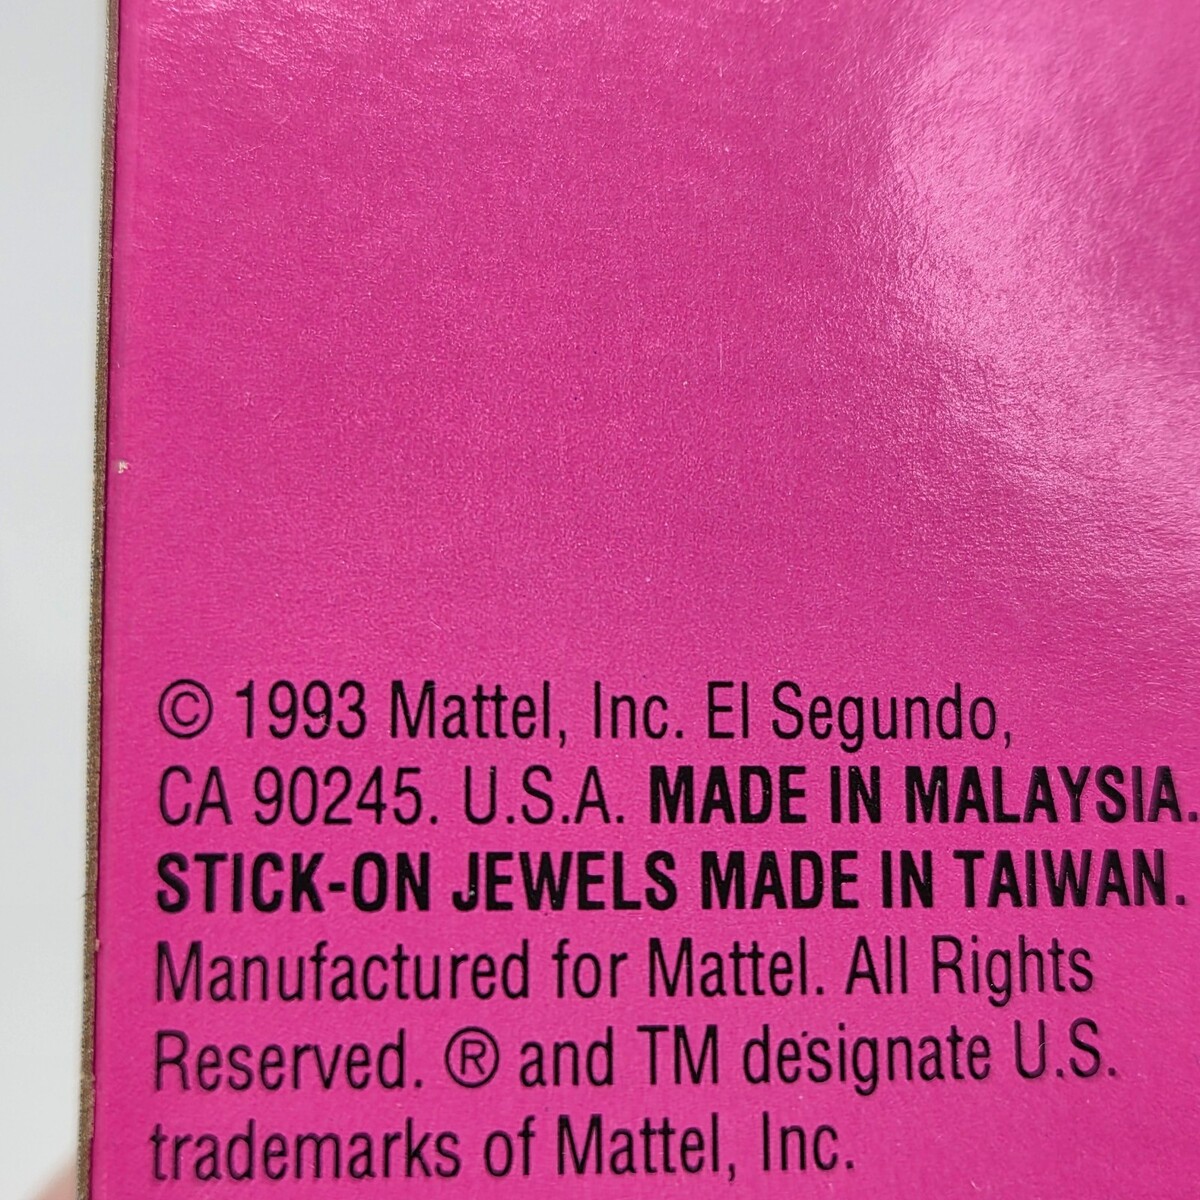 © 1993 Mattel, Inc. El Segundo,
CA 90245. U.S.A. MADE IN MALAYSIA.
STICK-ON JEWELS MADE IN TAIWAN.
Manufactured for Mattel. All Rights
Reserved. ® and TM designate U.S.
trademarks of Mattel, Inc.